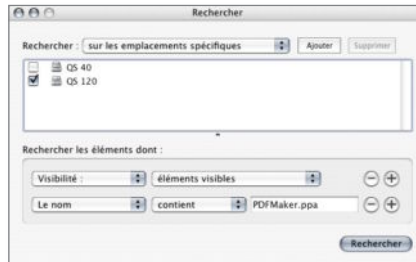 Rechercher
Rechercher : sur les emplacements spécifiques Ajouter Supprimer
QS 40
QS 120
Rechercher les éléments dont :
Visibilité : éléments visibles
Le nom contient PDFMaker.ppa
Rechercher